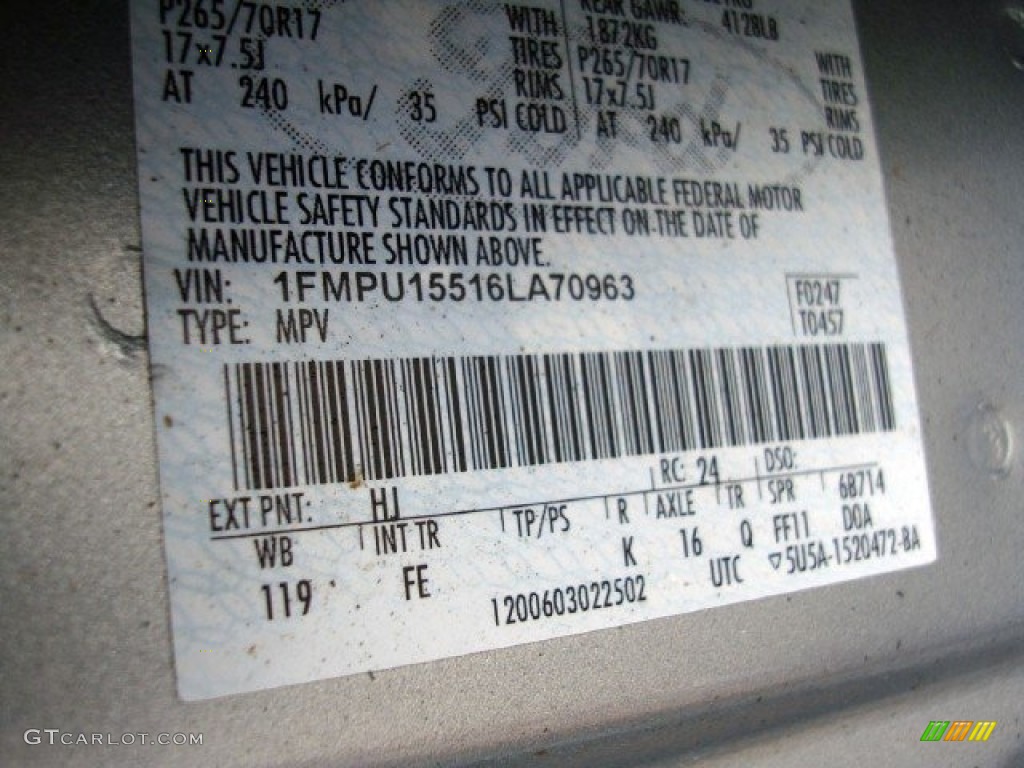 P265/70R17 WITH REAR GAWR: 4128LB
17x7.5J TIRES 1872KG WITH
AT 240 kPa/ 35 RIMS P265/70R17 TIRES
PSI COLD 17x7.5J RIMS
AT 240 kPa/ 35 PSI COLD
THIS VEHICLE CONFORMS TO ALL APPLICABLE FEDERAL MOTOR
VEHICLE SAFETY STANDARDS IN EFFECT ON THE DATE OF
MANUFACTURE SHOWN ABOVE.
VIN: 1FMPU15516LA70963 F0247
TYPE: MPV T0457
EXT PNT: HJ RC: 24 DSO:
WB INT TR TP/PS R AXLE TR SPR 6B714
119 FE K 16 Q FF11 D0A
1200603022502 UTC ▽5U5A-1520472-BA
GTCARLOT.COM